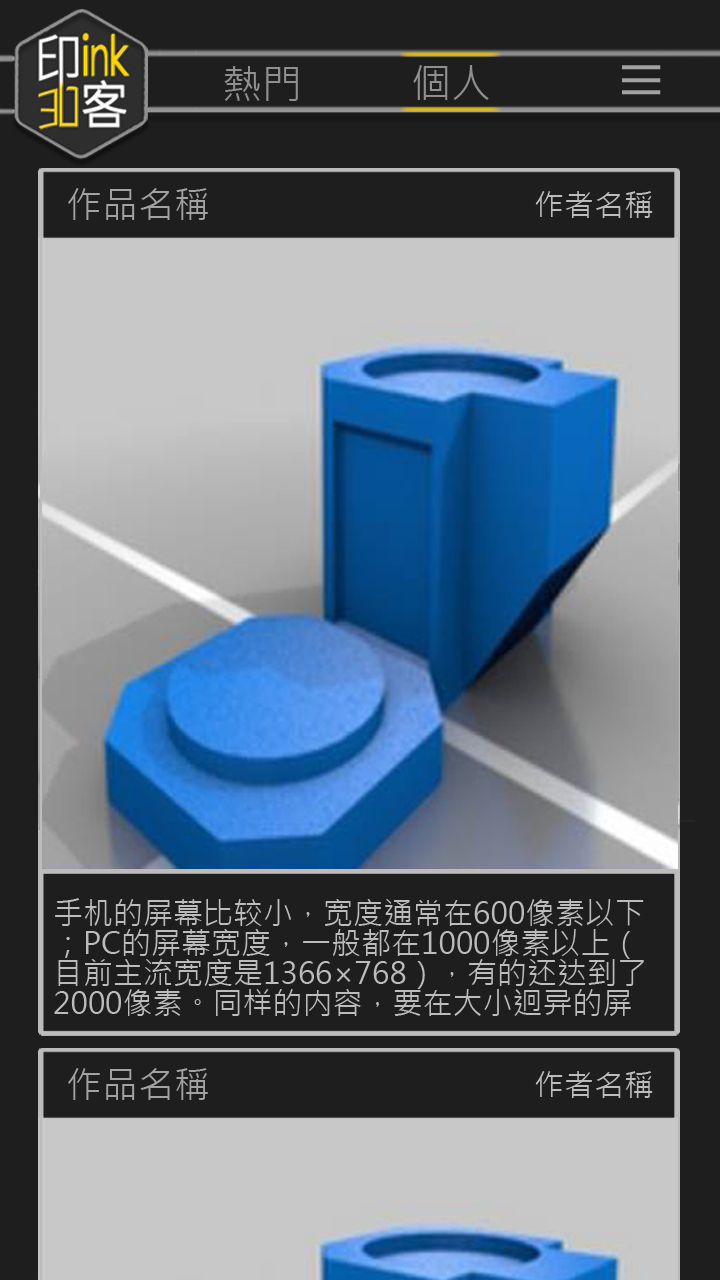 印ink
3D客
熱門
個人
作品名稱
作者名稱
手机的屏幕比较小，宽度通常在600像素以下
；PC的屏幕宽度，一般都在1000像素以上（
目前主流宽度是1366×768），有的还达到了
2000像素。同样的内容，要在大小迥异的屏
作品名稱
作者名稱